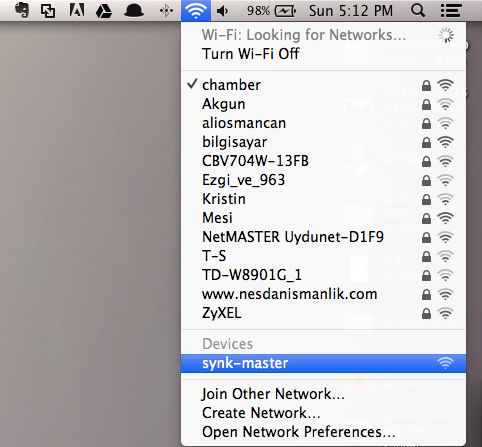 98% Sun 5:12 PM
Wi-Fi: Looking for Networks...
Turn Wi-Fi Off
chamber
Akgun
aliosmancan
bilgisayar
CBV704W-13FB
Ezgi_ve_963
Kristin
Mesi
NetMASTER Uydunet-D1F9
T-S
TD-W8901G_1
www.nesdanismanlik.com
ZyXEL
Devices
synk-master
Join Other Network...
Create Network...
Open Network Preferences...